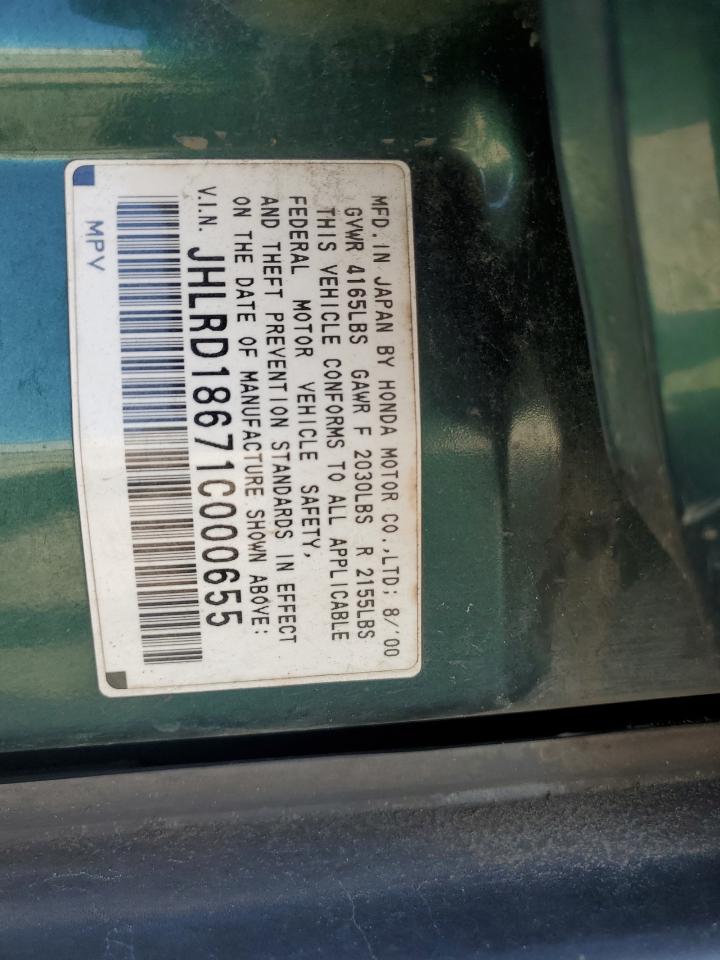 MFD. IN JAPAN BY HONDA MOTOR CO.,LTD; 8/'00
GVWR 4165LBS GAWR F 2030LBS R 2155LBS
THIS VEHICLE CONFORMS TO ALL APPLICABLE
FEDERAL MOTOR VEHICLE SAFETY,
AND THEFT PREVENTION STANDARDS IN EFFECT
ON THE DATE OF MANUFACTURE SHOWN ABOVE:
V.I.N. JHLRD18671C000655
MPV